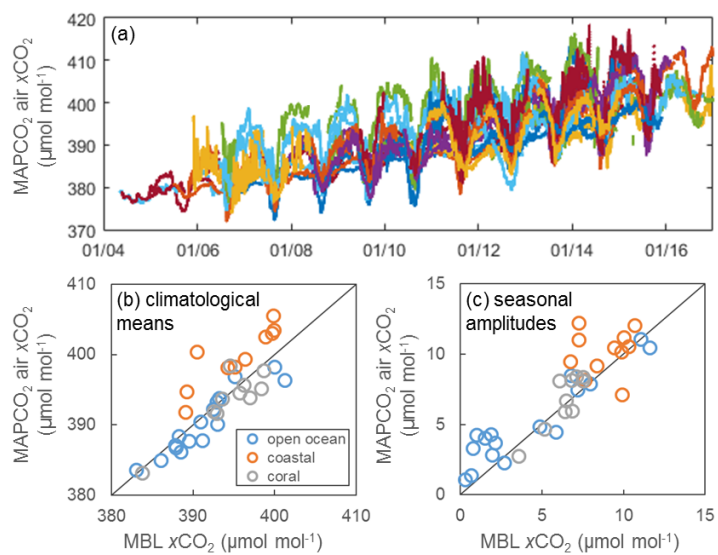 (a)
MAPCO₂ air xCO₂
(µmol mol⁻¹)
420
410
400
390
380
370
01/04
01/06
01/08
01/10
01/12
01/14
01/16
(b) climatological
means
MAPCO₂ air xCO₂
(µmol mol⁻¹)
410
400
390
380
380
390
400
410
open ocean
coastal
coral
MBL xCO₂ (µmol mol⁻¹)
(c) seasonal
amplitudes
MAPCO₂ air xCO₂
(µmol mol⁻¹)
15
10
5
0
0
5
10
15
MBL xCO₂ (µmol mol⁻¹)